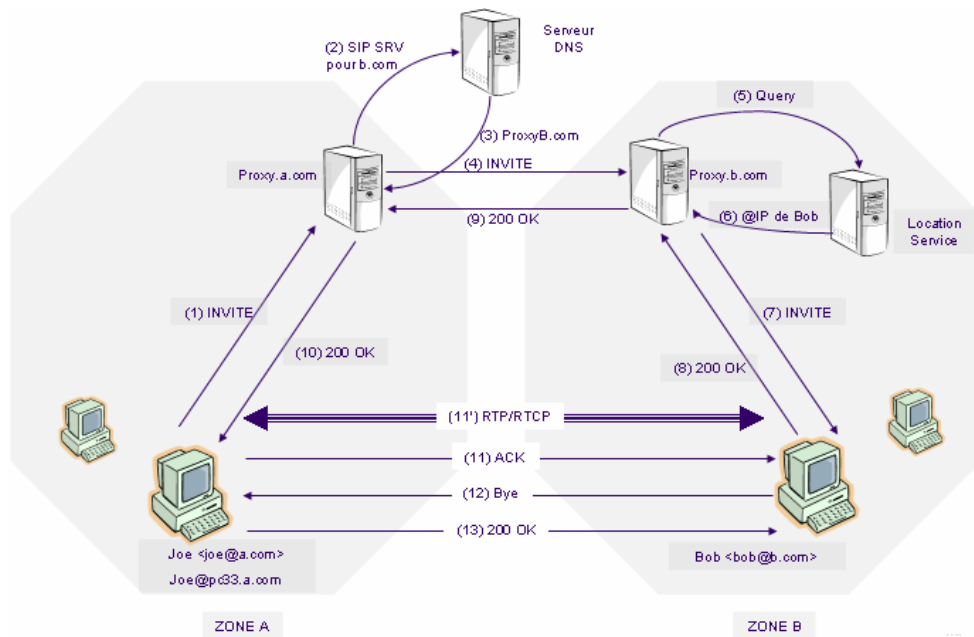 Serveur
DNS
(2) SIP SRV
pour b.com
(5) Query
(3) ProxyB.com
(4) INVITE
Proxy.a.com
Proxy.b.com
(9) 200 OK
(6) @IP de Bob
Location
Service
(1) INVITE
(7) INVITE
(10) 200 OK
(8) 200 OK
(11') RTP/RTCP
(11) ACK
(12) Bye
(13) 200 OK
Joe <joe@a.com>
Joe@pc33.a.com
Bob <bob@b.com>
ZONE A
ZONE B